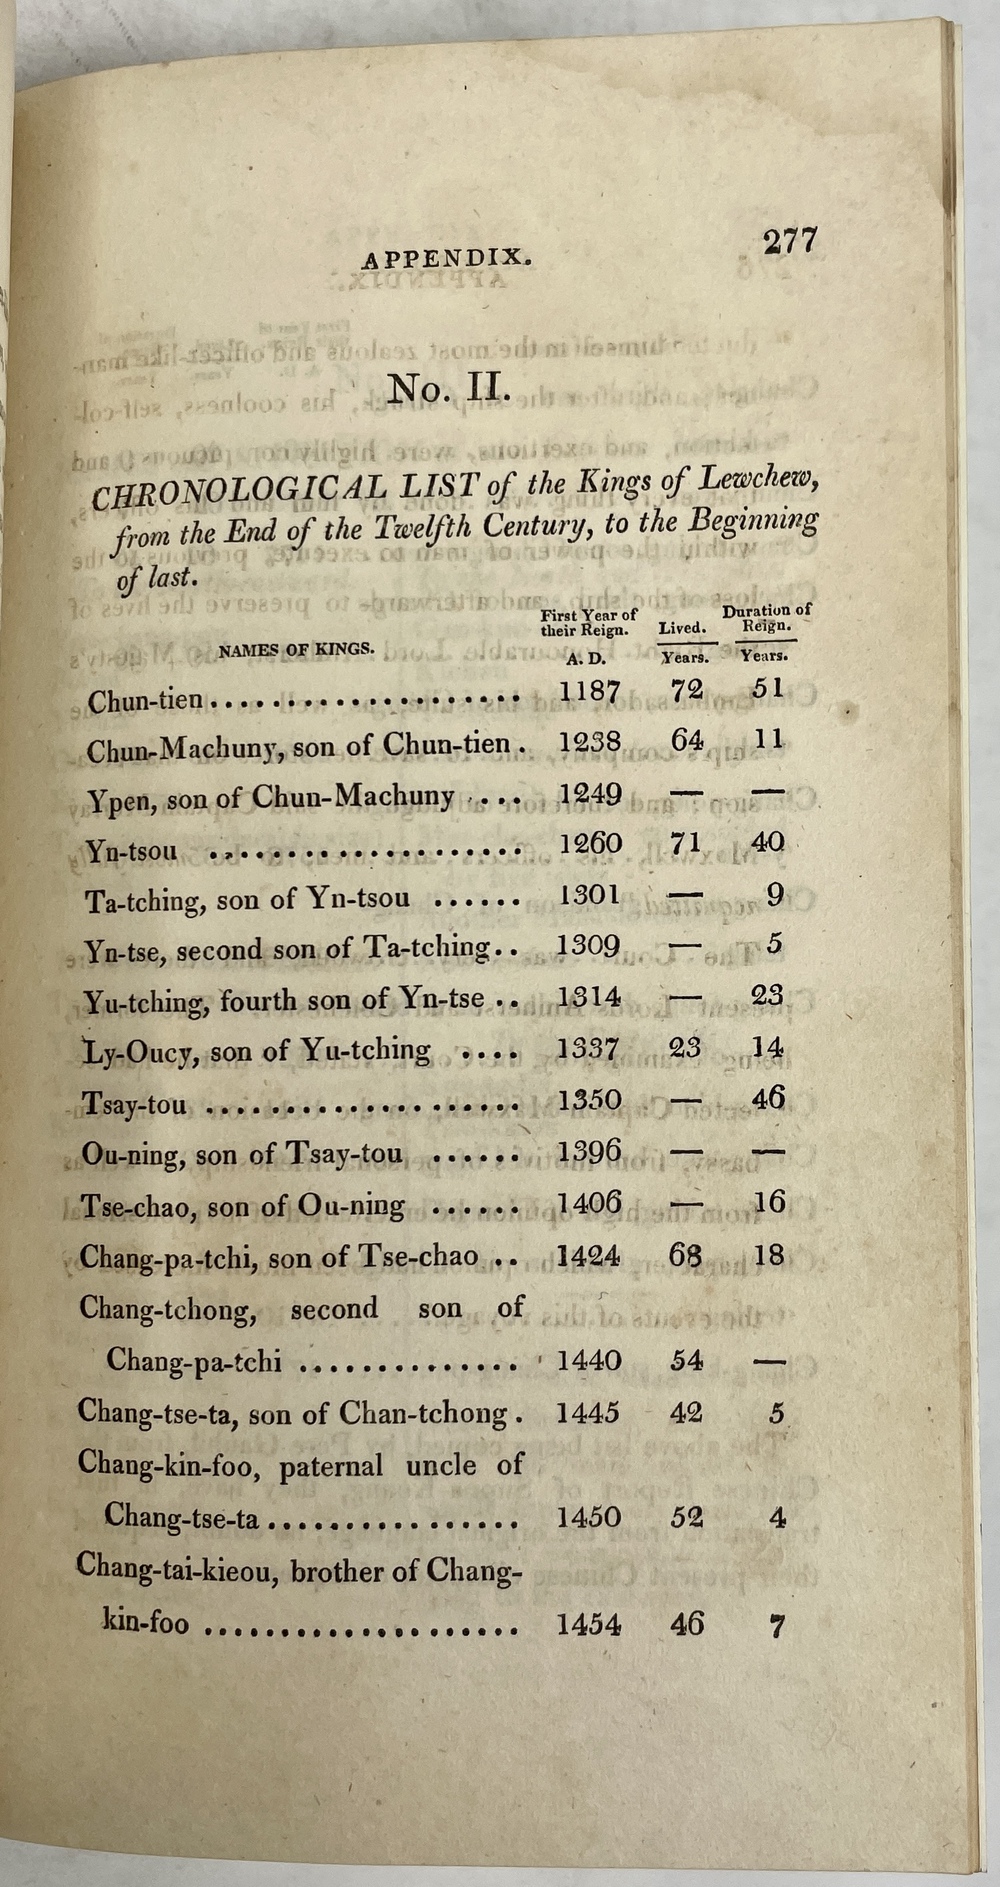 APPENDIX. 277
No. II.
CHRONOLOGICAL LIST of the Kings of Lewchew,
from the End of the Twelfth Century, to the Beginning
of last.
NAMES OF KINGS. First Year of their Reign. Lived. Duration of Reign.
A. D. Years. Years.
Chun-tien.................... 1187 72 51
Chun-Machuny, son of Chun-tien. 1238 64 11
Ypen, son of Chun-Machuny .... 1249 — —
Yn-tsou .................... 1260 71 40
Ta-tching, son of Yn-tsou ...... 1301 — 9
Yn-tse, second son of Ta-tching.. 1309 — 5
Yu-tching, fourth son of Yn-tse .. 1314 — 23
Ly-Oucy, son of Yu-tching .... 1337 23 14
Tsay-tou .................... 1350 — 46
Ou-ning, son of Tsay-tou ...... 1396 — —
Tse-chao, son of Ou-ning ...... 1406 — 16
Chang-pa-tchi, son of Tse-chao .. 1424 68 18
Chang-tchong, second son of
Chang-pa-tchi .............. 1440 54 —
Chang-tse-ta, son of Chan-tchong. 1445 42 5
Chang-kin-foo, paternal uncle of
Chang-tse-ta................ 1450 52 4
Chang-tai-kieou, brother of Chang-
kin-foo .................... 1454 46 7